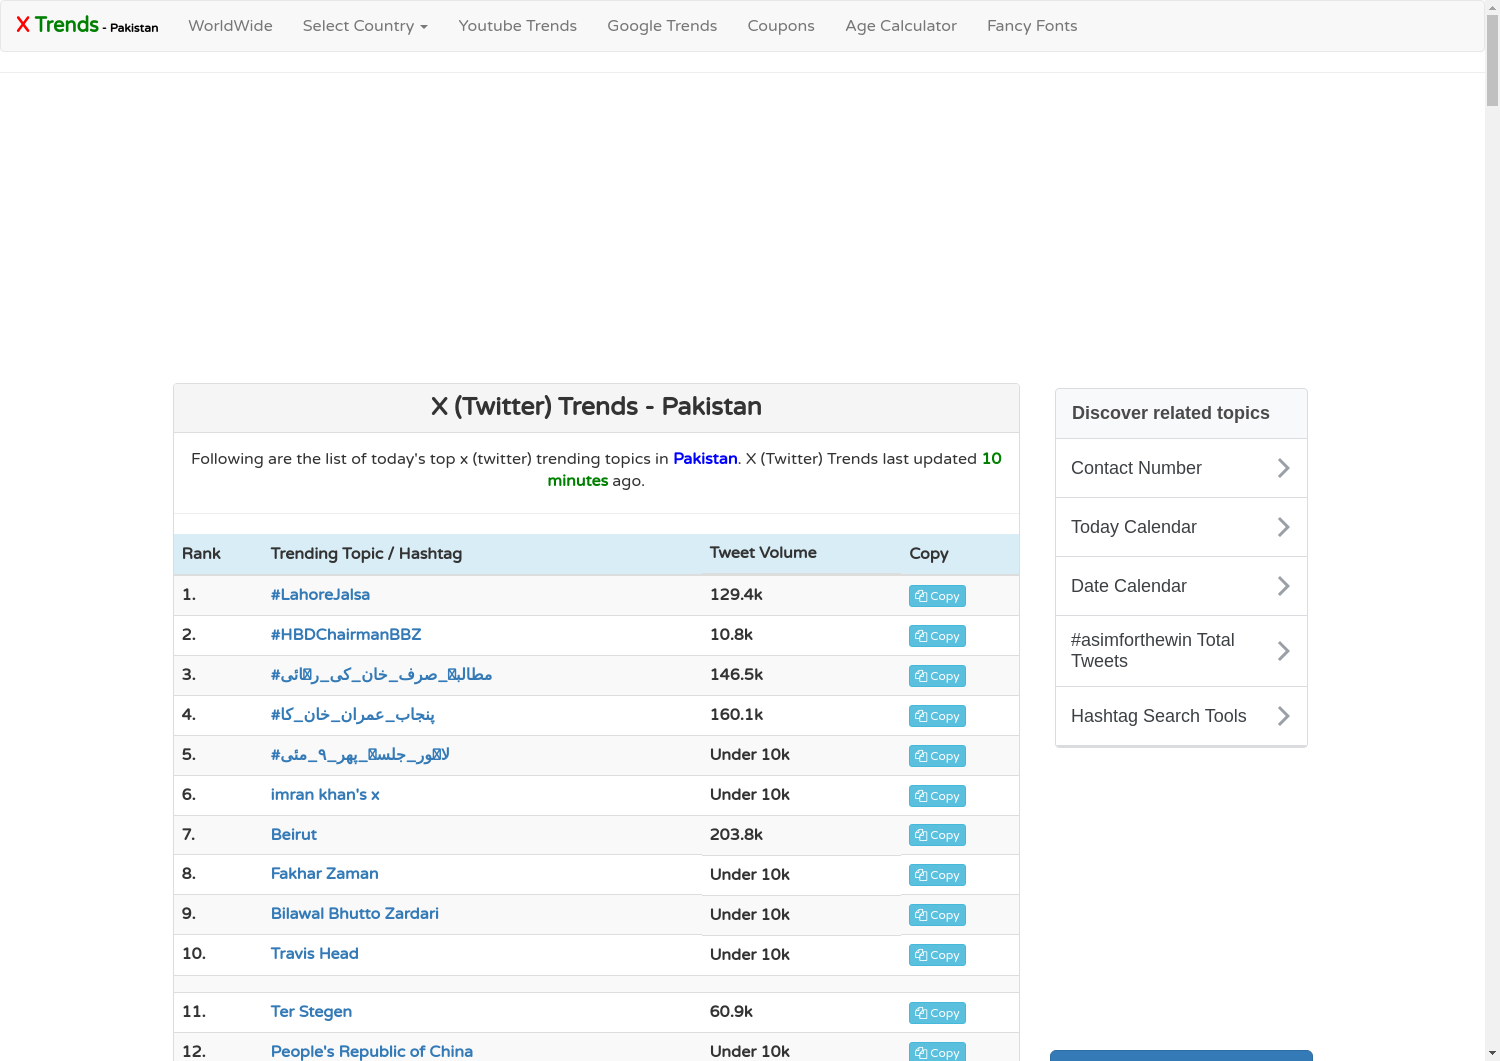 X Trends - Pakistan WorldWide Select Country Youtube Trends Google Trends Coupons Age Calculator Fancy Fonts
X (Twitter) Trends - Pakistan
Following are the list of today's top x (twitter) trending topics in Pakistan. X (Twitter) Trends last updated 10
minutes ago.
Rank Trending Topic / Hashtag Tweet Volume Copy
1. #LahoreJalsa 129.4k Copy
2. #HBDChairmanBBZ 10.8k Copy
3. 146.5k Copy
4. #پنجاب_عمران_خان_کا 160.1k Copy
5. Under 10k Copy
6. imran khan's x Under 10k Copy
7. Beirut 203.8k Copy
8. Fakhar Zaman Under 10k Copy
9. Bilawal Bhutto Zardari Under 10k Copy
10. Travis Head Under 10k Copy
11. Ter Stegen 60.9k Copy
12. People's Republic of China Under 10k Copy
Discover related topics
Contact Number
Today Calendar
Date Calendar
#asimforthewin Total
Tweets
Hashtag Search Tools